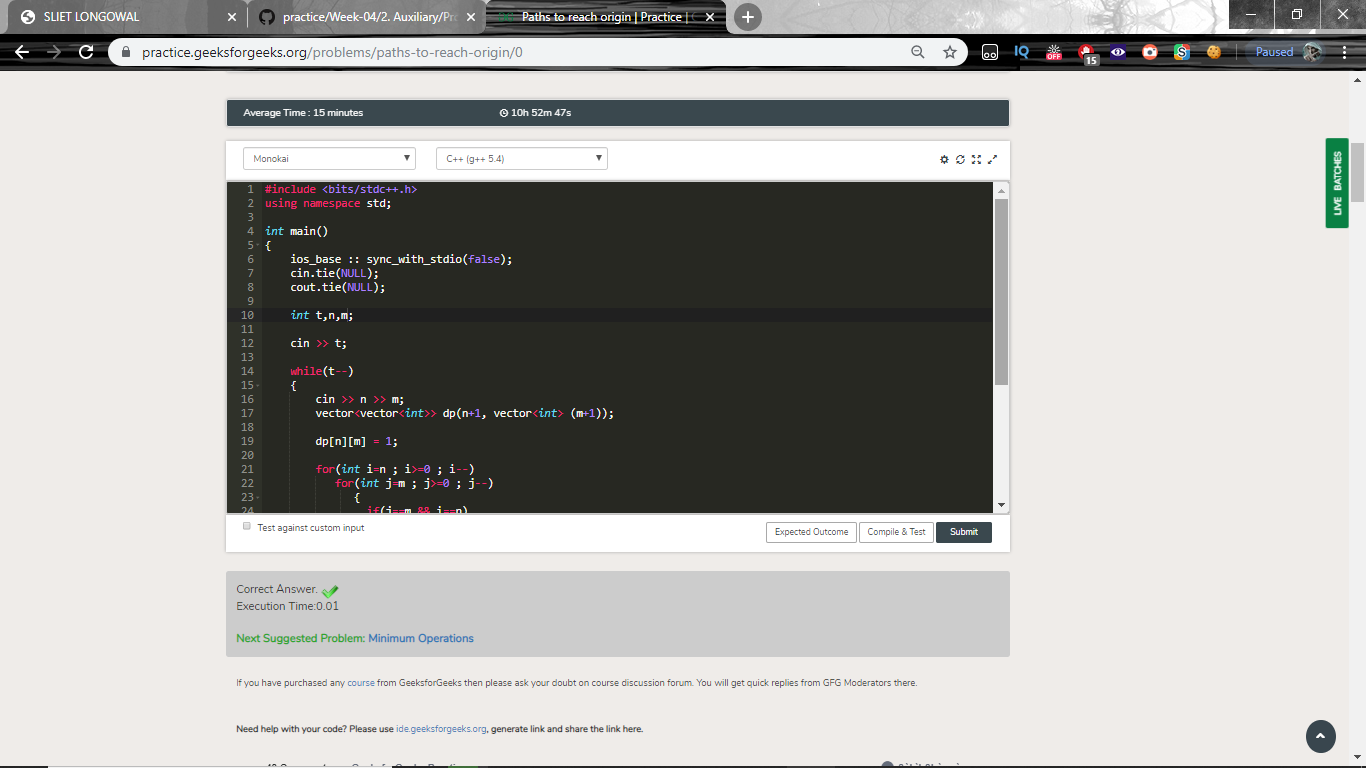 SLIET LONGOWAL
practice/Week-04/2. Auxiliary/Pr
Paths to reach origin | Practice |
practice.geeksforgeeks.org/problems/paths-to-reach-origin/0
IQ
OFF
15
S
Paused
Average Time : 15 minutes
10h 52m 47s
LIVE BATCHES
Monokai
C++ (g++ 5.4)
1 #include <bits/stdc++.h>
2 using namespace std;
3
4 int main()
5 {
6 ios_base :: sync_with_stdio(false);
7 cin.tie(NULL);
8 cout.tie(NULL);
9
10 int t,n,m;
11
12 cin >> t;
13
14 while(t--)
15 {
16 cin >> n >> m;
17 vector<vector<int>> dp(n+1, vector<int> (m+1));
18
19 dp[n][m] = 1;
20
21 for(int i=n ; i>=0 ; i--)
22 for(int j=m ; j>=0 ; j--)
23 {
24
Test against custom input
Expected Outcome
Compile & Test
Submit
Correct Answer.
Execution Time:0.01
Next Suggested Problem: Minimum Operations
If you have purchased any course from GeeksforGeeks then please ask your doubt on course discussion forum. You will get quick replies from GFG Moderators there.
Need help with your code? Please use ide.geeksforgeeks.org, generate link and share the link here.